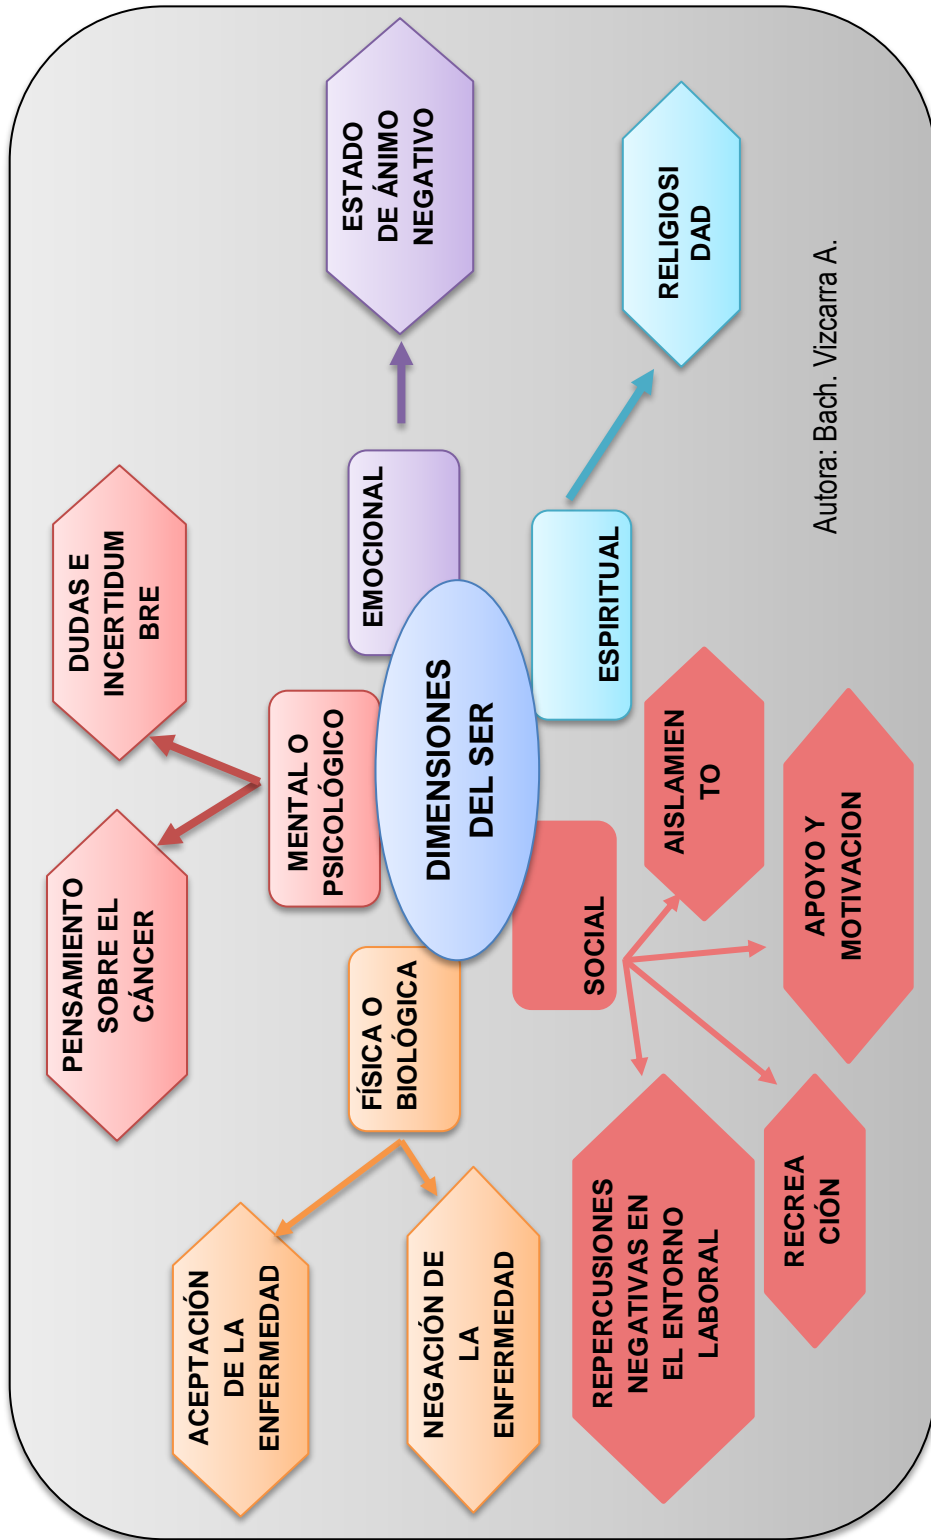 PENSAMIENTO
SOBRE EL
CÁNCER
DUDAS E
INCERTIDUM
BRE
ACEPTACIÓN
DE LA
ENFERMEDAD
MENTAL O
PSICOLÓGICO
ESTADO
DE ÁNIMO
NEGATIVO
FÍSICA O
BIOLÓGICA
EMOCIONAL
NEGACIÓN DE
LA
ENFERMEDAD
DIMENSIONES
DEL SER
SOCIAL
ESPIRITUAL
RELIGIOSI
DAD
REPERCUSIONES
NEGATIVAS EN
EL ENTORNO
LABORAL
AISLAMIEN
TO
RECREA
CIÓN
APOYO Y
MOTIVACION
Autora: Bach. Vizcarra A.